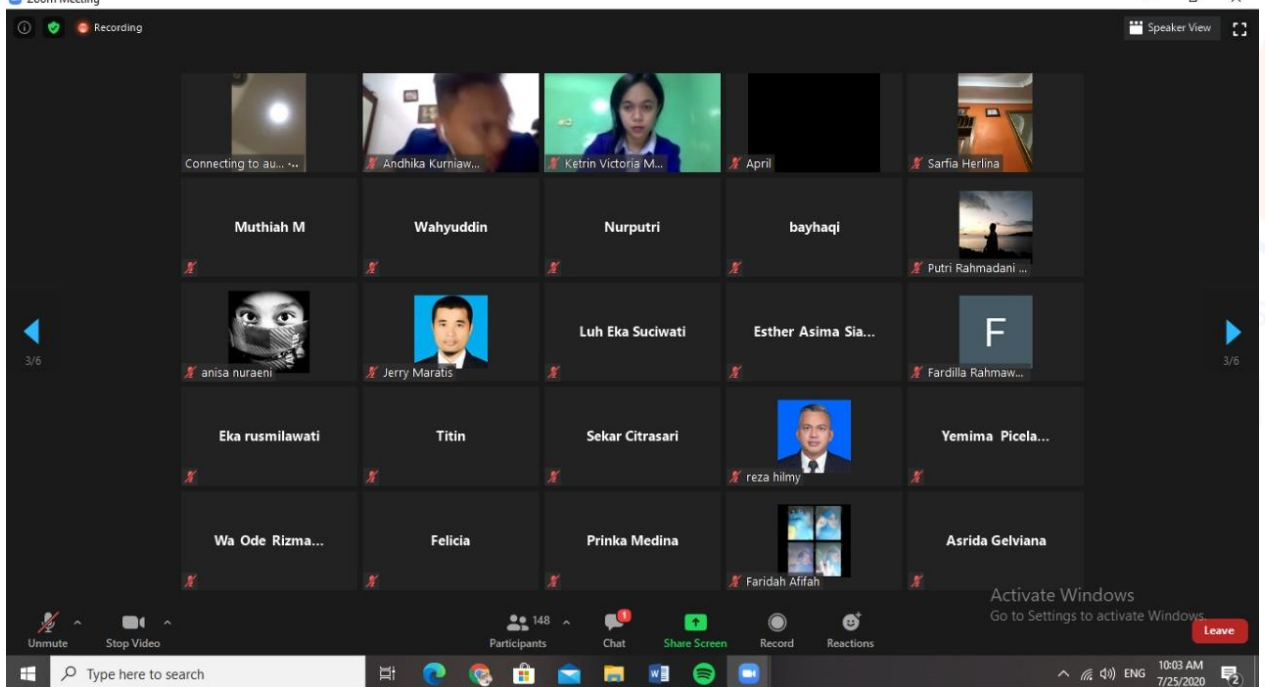 Zoom Meeting
Recording
Speaker View
Connecting to au... ...
Andhika Kurniaw...
Ketrin Victoria M...
April
Sarfia Herlina
Muthiah M
Wahyuddin
Nurputri
bayhaqi
Putri Rahmadani ...
anisa nuraeni
Jerry Maratis
Luh Eka Suciwati
Esther Asima Sia...
F
Fardilla Rahmaw...
3/6
3/6
Eka rusmilawati
Titin
Sekar Citrasari
reza hilmy
Yemima Picela...
Wa Ode Rizma...
Felicia
Prinka Medina
Faridah Afifah
Asrida Gelviana
Activate Windows
Go to Settings to activate Windows.
Unmute
Stop Video
148
Participants
1
Chat
Share Screen
Record
Reactions
Leave
Type here to search
W
ENG
10:03 AM
7/25/2020
2